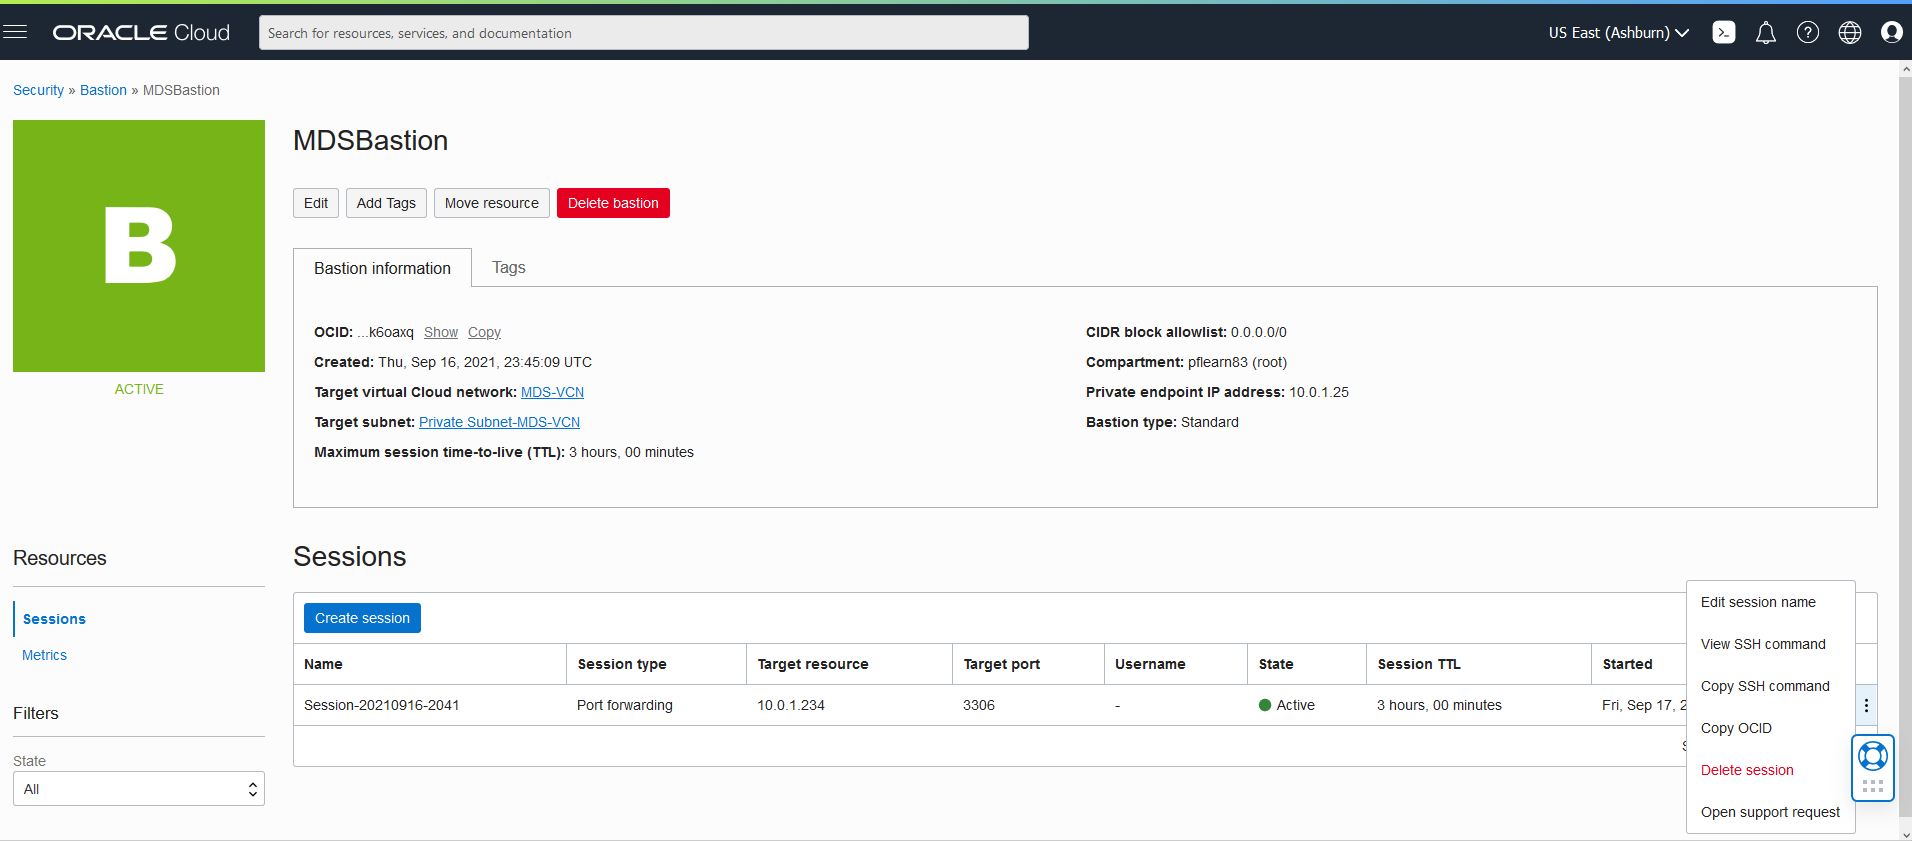 ORACLE Cloud
Search for resources, services, and documentation
US East (Ashburn)
Security » Bastion » MDSBastion
B
ACTIVE
MDSBastion
Edit
Add Tags
Move resource
Delete bastion
Bastion information
Tags
OCID: ...k6oaxq Show Copy
Created: Thu, Sep 16, 2021, 23:45:09 UTC
Target virtual Cloud network: MDS-VCN
Target subnet: Private Subnet-MDS-VCN
Maximum session time-to-live (TTL): 3 hours, 00 minutes
CIDR block allowlist: 0.0.0.0/0
Compartment: pflearn83 (root)
Private endpoint IP address: 10.0.1.25
Bastion type: Standard
Resources
Sessions
Metrics
Filters
State
All
Sessions
Create session
Name Session type Target resource Target port Username State Session TTL Started
Session-20210916-2041 Port forwarding 10.0.1.234 3306 - Active 3 hours, 00 minutes Fri, Sep 17, 2
Edit session name
View SSH command
Copy SSH command
Copy OCID
Delete session
Open support request